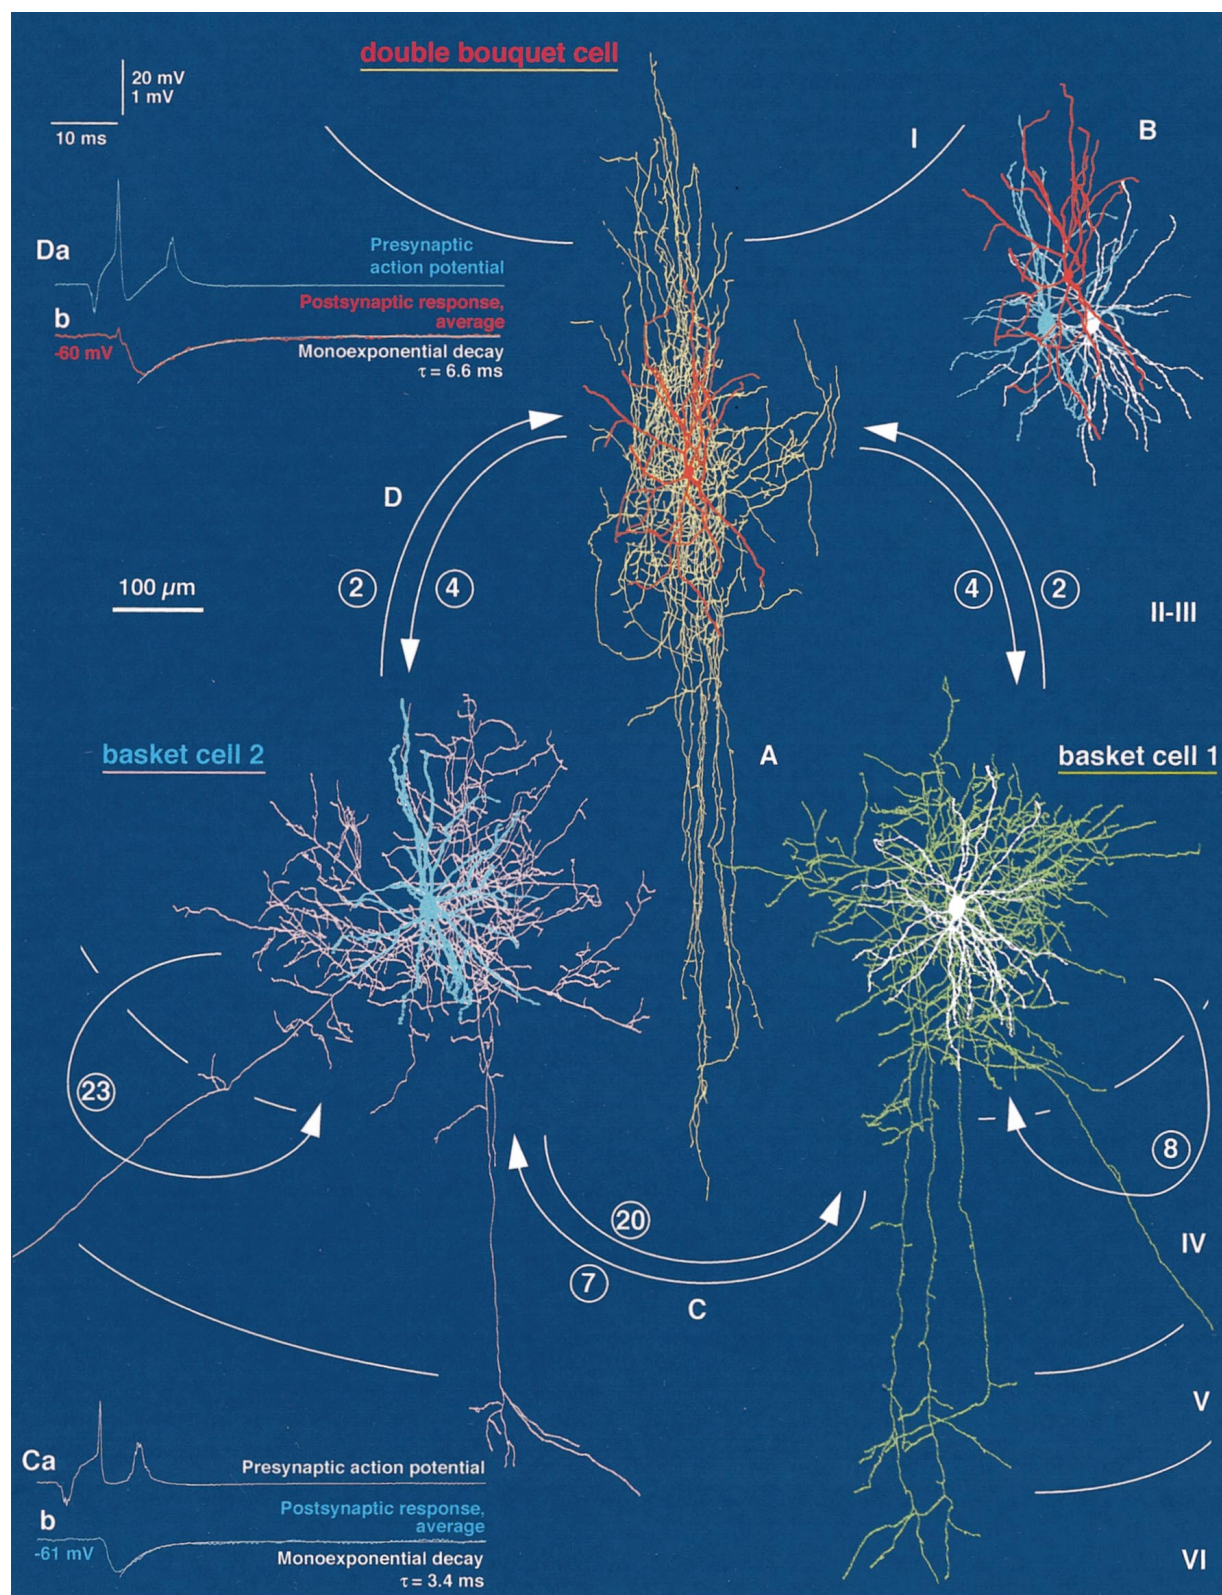 double bouquet cell
20 mV
1 mV
10 ms
I
B
Da
Presynaptic
action potential
b
Postsynaptic response,
average
-60 mV
Monoexponential decay
τ = 6.6 ms
D
2
4
4
2
100 µm
II-III
basket cell 2
A
basket cell 1
23
8
20
7
C
IV
V
Ca
Presynaptic action potential
b
Postsynaptic response,
average
-61 mV
Monoexponential decay
τ = 3.4 ms
VI